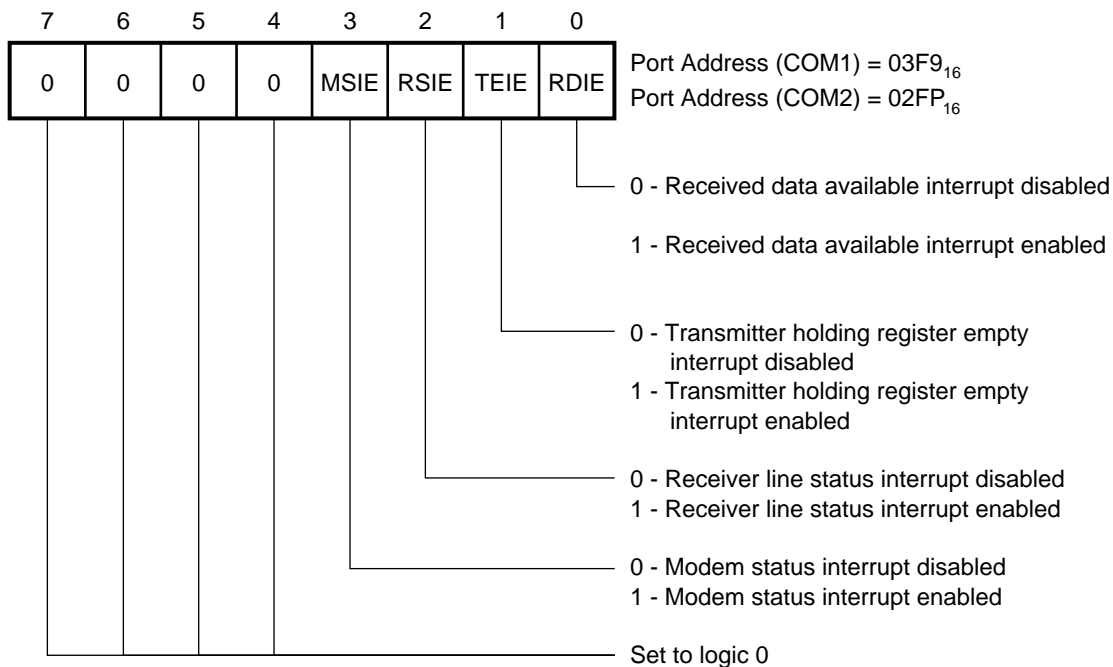 7 6 5 4 3 2 1 0
0 0 0 0 MSIE RSIE TEIE RDIE
Port Address (COM1) = 03F9₁₆
Port Address (COM2) = 02FP₁₆
0 - Received data available interrupt disabled
1 - Received data available interrupt enabled
0 - Transmitter holding register empty
interrupt disabled
1 - Transmitter holding register empty
interrupt enabled
0 - Receiver line status interrupt disabled
1 - Receiver line status interrupt enabled
0 - Modem status interrupt disabled
1 - Modem status interrupt enabled
Set to logic 0